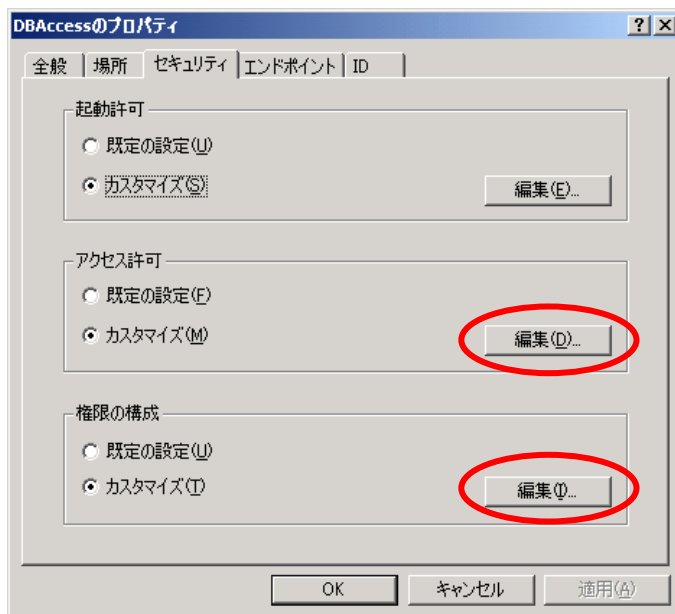 DBAccessのプロパティ
全般 場所 セキュリティ エンドポイント ID
起動許可
既定の設定(U)
カスタマイズ(S)
編集(E)...
アクセス許可
既定の設定(F)
カスタマイズ(M)
編集(D)...
権限の構成
既定の設定(U)
カスタマイズ(T)
編集(I)...
OK キャンセル 適用(A)